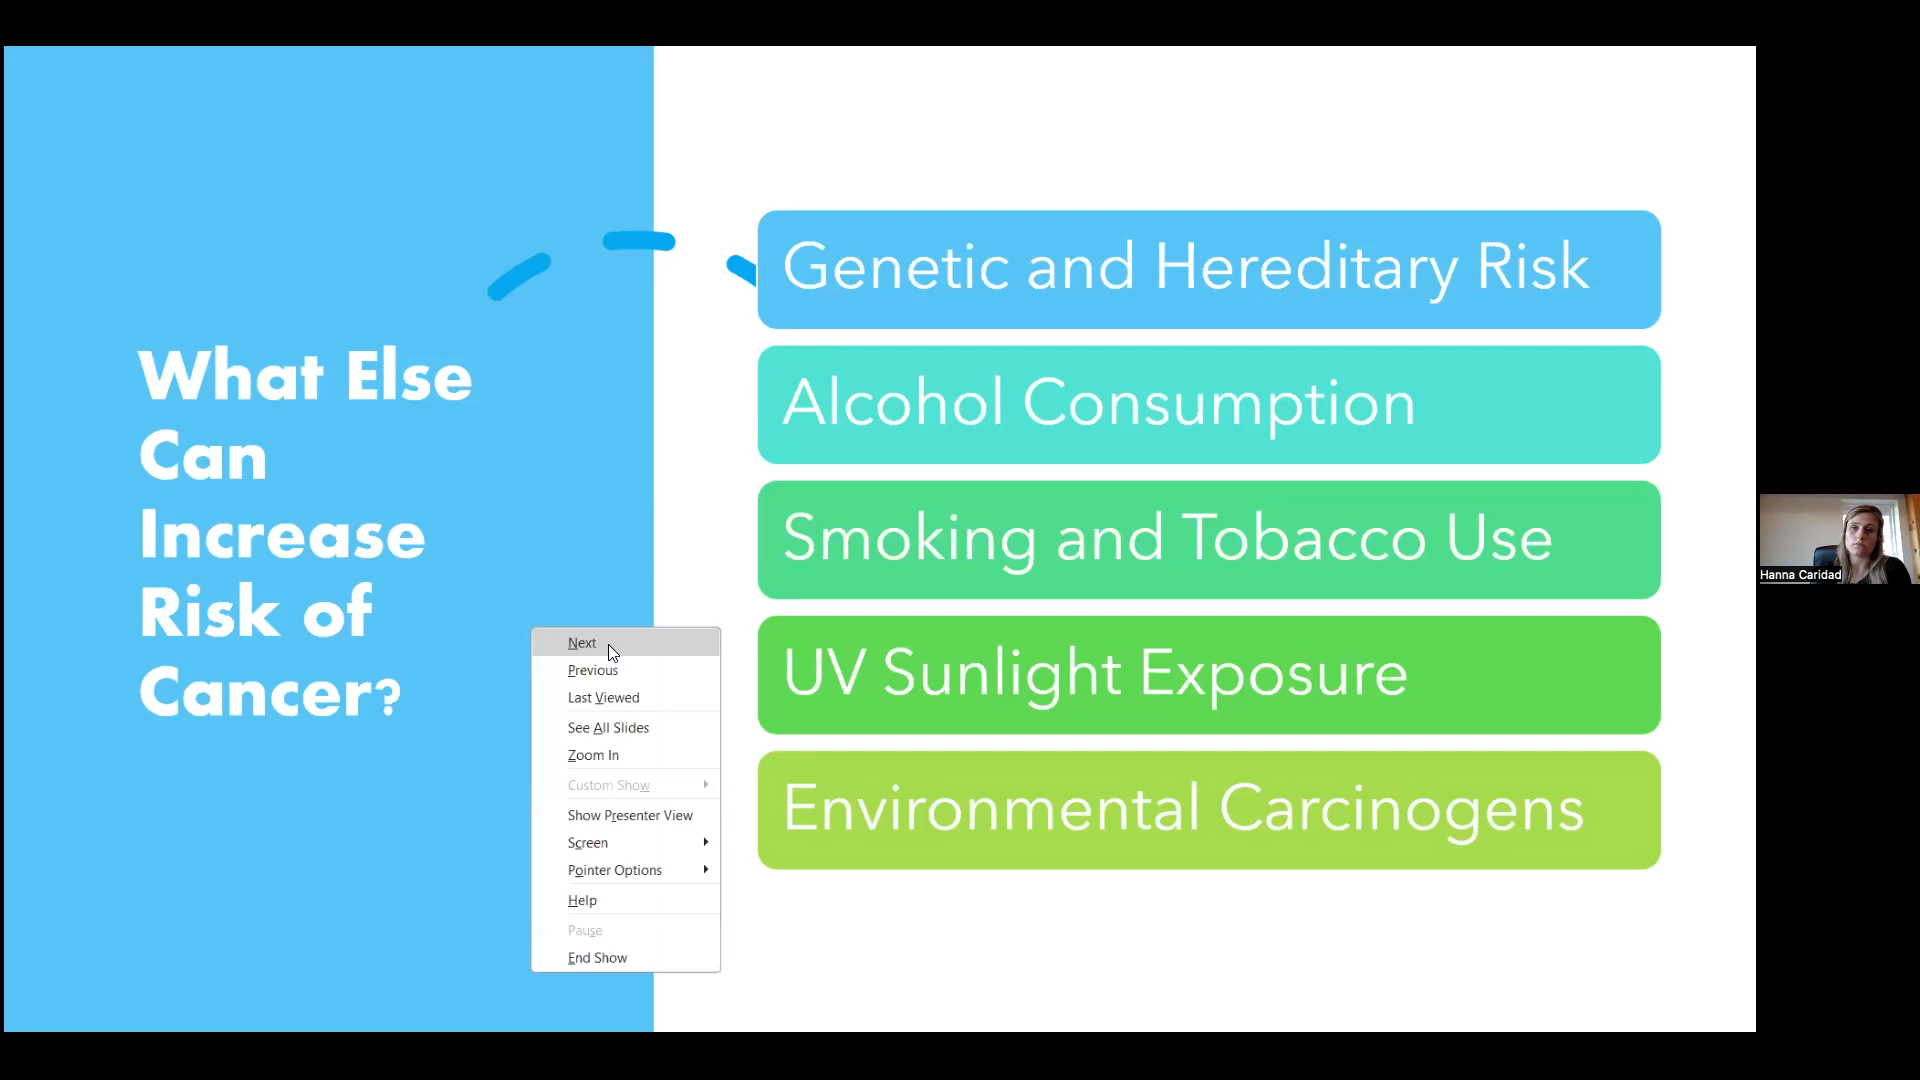 What Else
Can
Increase
Risk of
Cancer?
Genetic and Hereditary Risk
Alcohol Consumption
Smoking and Tobacco Use
UV Sunlight Exposure
Environmental Carcinogens
Next
Previous
Last Viewed
See All Slides
Zoom In
Custom Show
Show Presenter View
Screen
Pointer Options
Help
Pause
End Show
Hanna Caridad